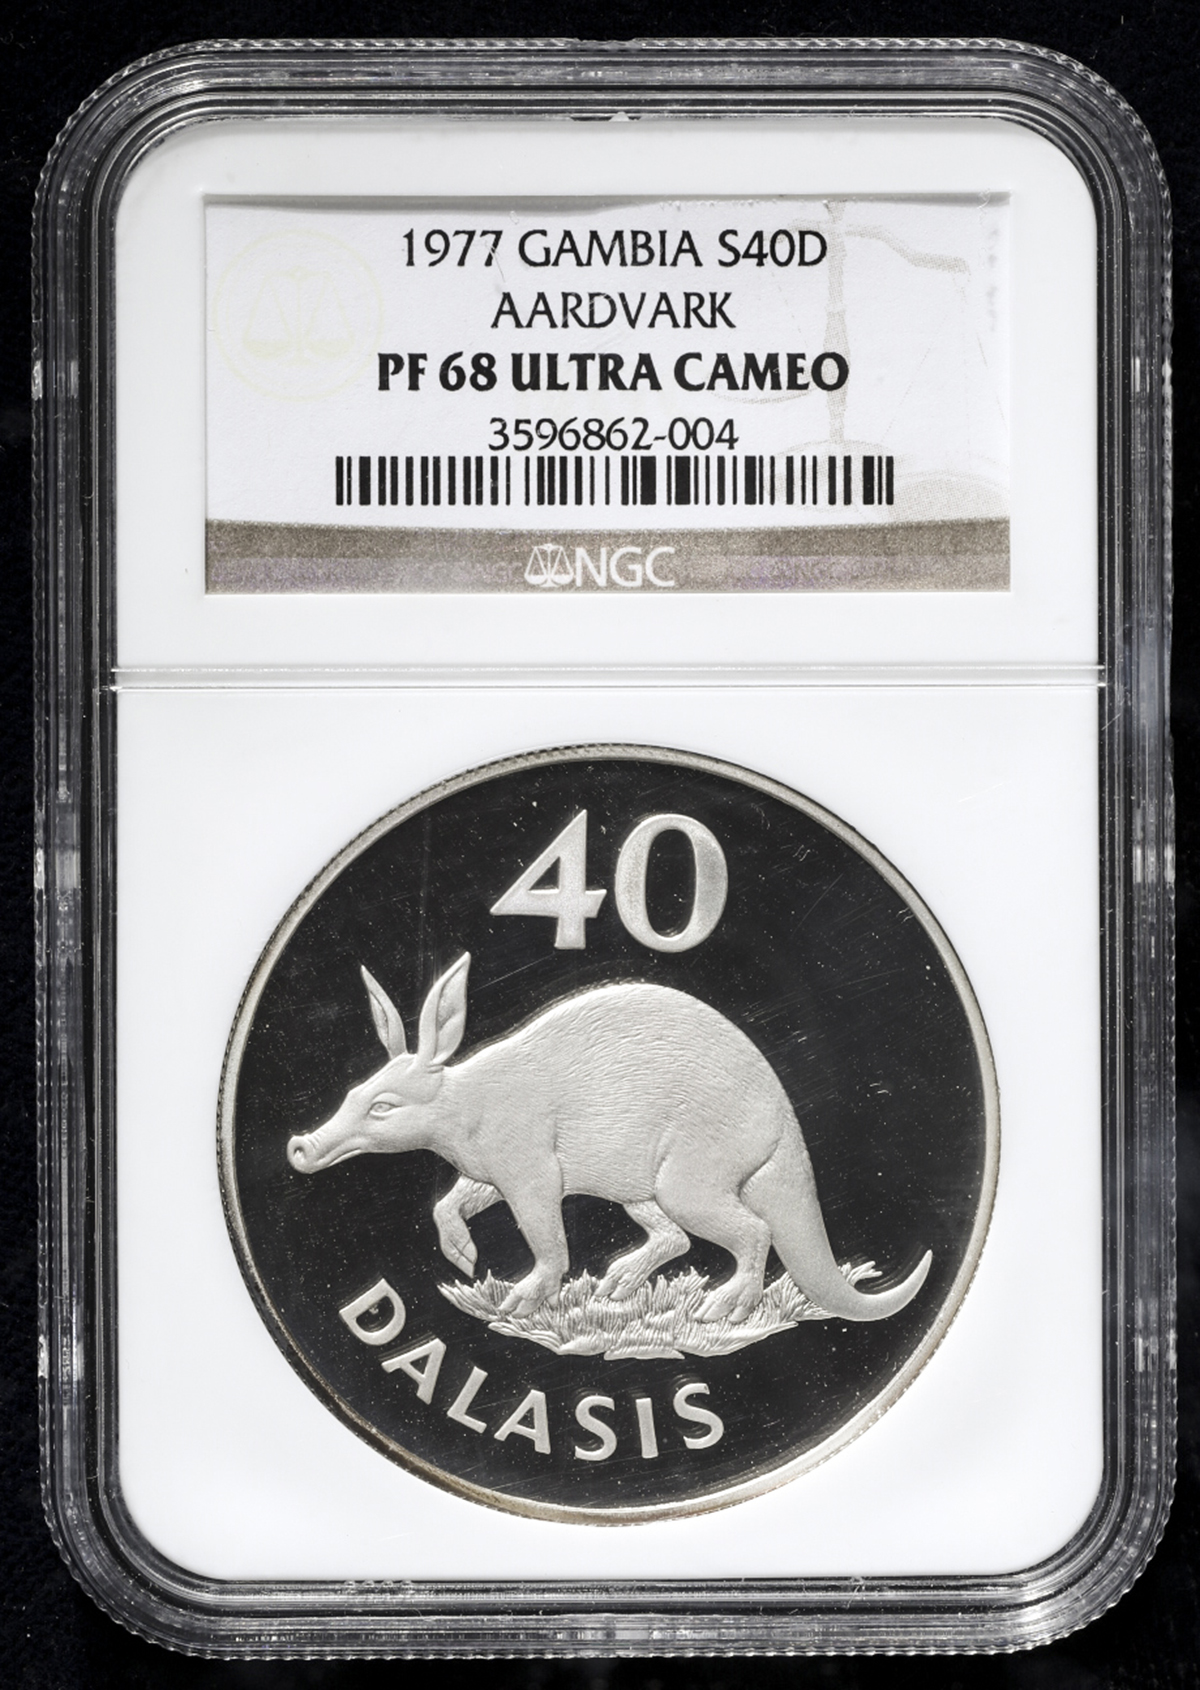 1977 GAMBIA S40D
AARDVARK
PF 68 ULTRA CAMEO
3596862-004
NGC
40
DALASIS